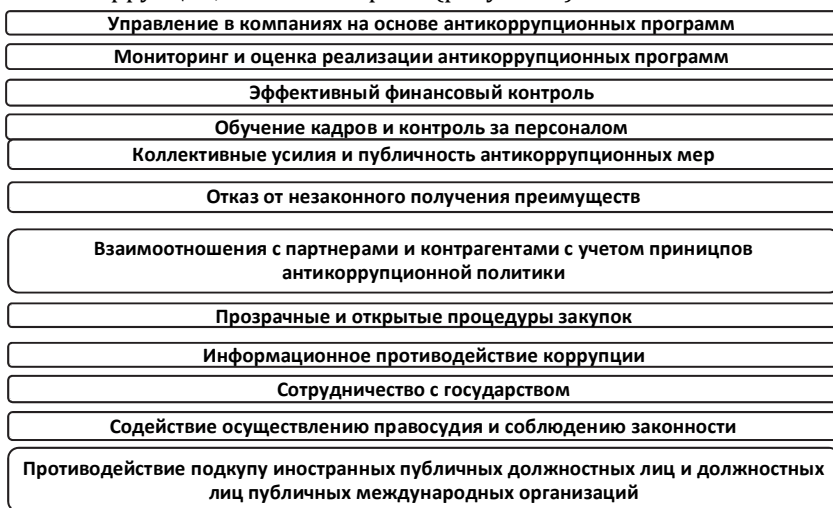 Управление в компаниях на основе антикоррупционных программ
Мониторинг и оценка реализации антикоррупционных программ
Эффективный финансовый контроль
Обучение кадров и контроль за персоналом
Коллективные усилия и публичность антикоррупционных мер
Отказ от незаконного получения преимуществ
Взаимоотношения с партнерами и контрагентами с учетом приницпов
антикоррупционной политики
Прозрачные и открытые процедуры закупок
Информационное противодействие коррупции
Сотрудничество с государством
Содействие осуществлению правосудия и соблюдению законности
Противодействие подкупу иностранных публичных должностных лиц и должностных
лиц публичных международных организаций